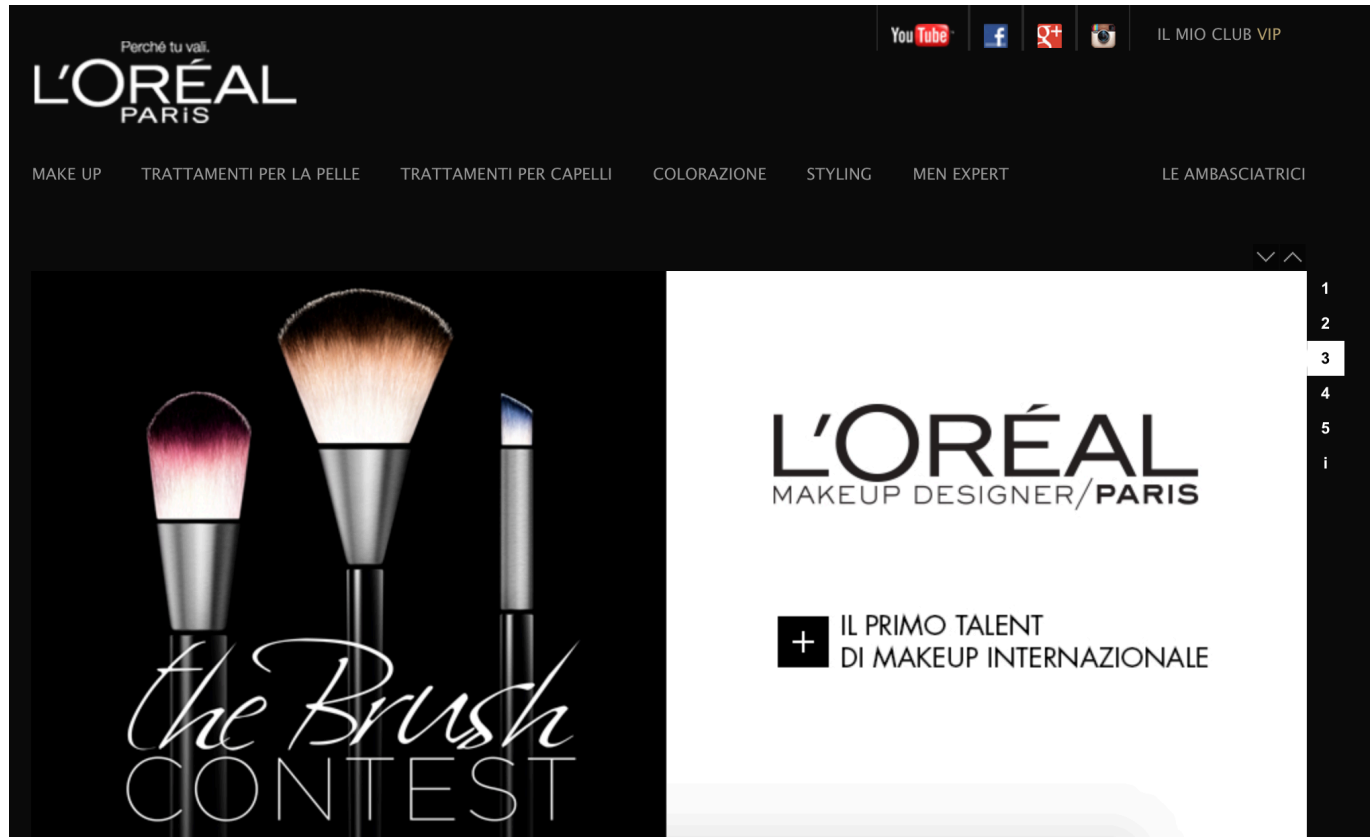 You Tube
f
g+
IL MIO CLUB VIP
Perché tu vali.
L'ORÉAL
PARiS
MAKE UP
TRATTAMENTI PER LA PELLE
TRATTAMENTI PER CAPELLI
COLORAZIONE
STYLING
MEN EXPERT
LE AMBASCIATRICI
the Brush
CONTEST
L'ORÉAL
MAKEUP DESIGNER/PARIS
+ IL PRIMO TALENT
DI MAKEUP INTERNAZIONALE
1
2
3
4
5
i